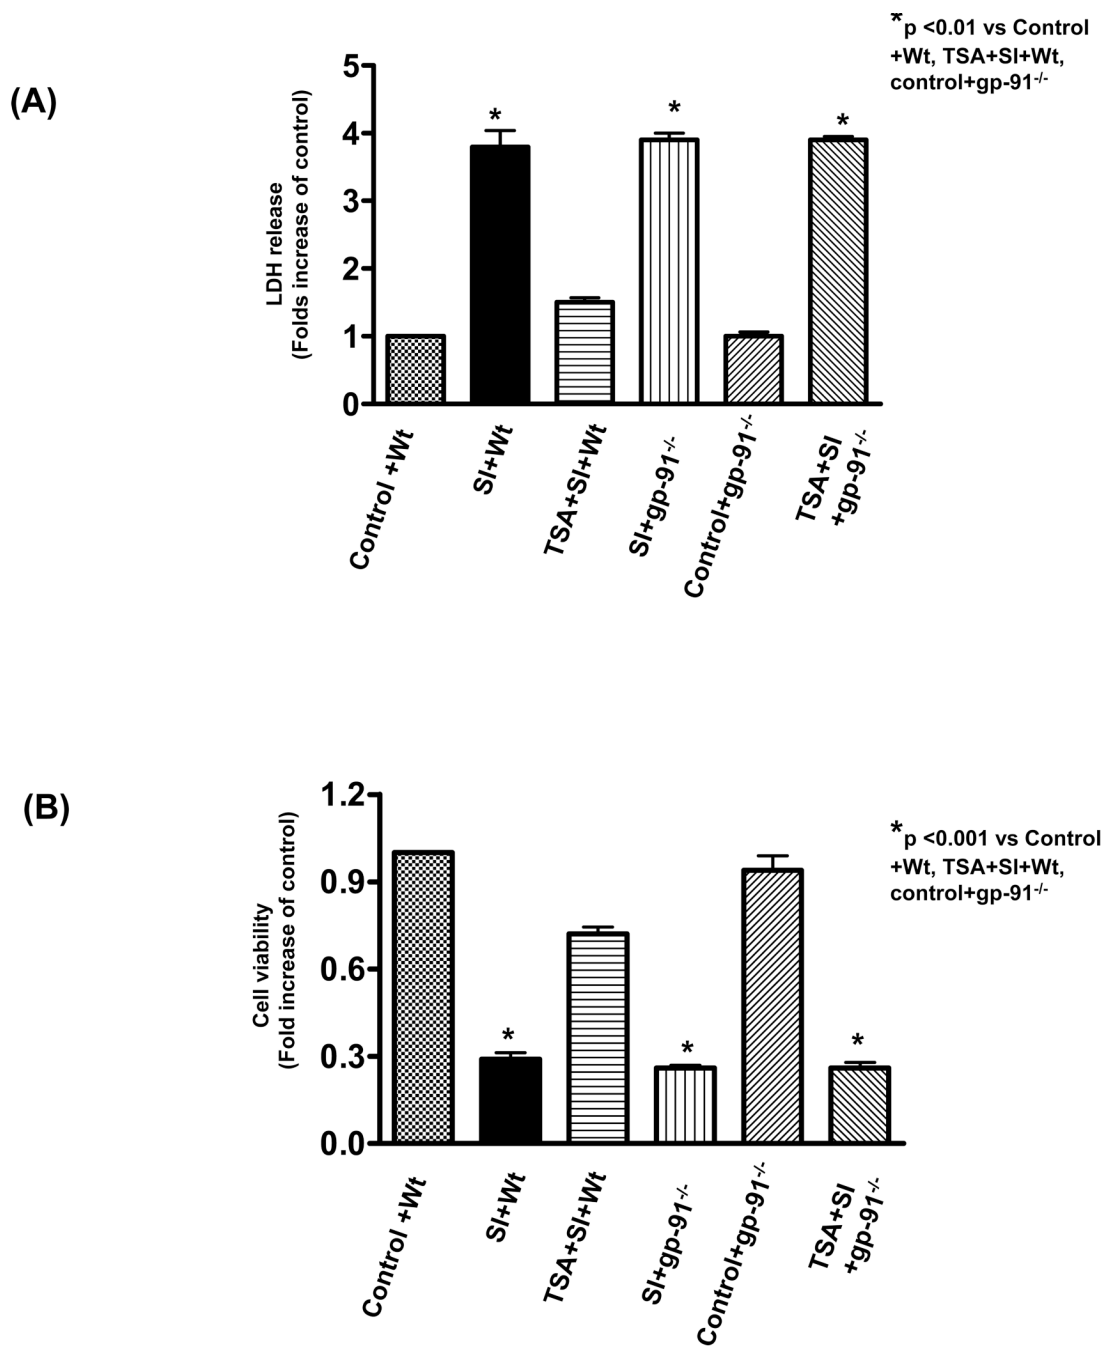 *p <0.01 vs Control
+Wt, TSA+SI+Wt,
control+gp-91-/-
(A)
LDH release
(Folds increase of control)
5
4
3
2
1
0
*
*
*
Control +Wt
SI+Wt
TSA+SI+Wt
SI+gp-91-/-
Control+gp-91-/-
TSA+SI
+gp-91-/-
(B)
Cell viability
(Fold increase of control)
1.2
0.9
0.6
0.3
0.0
*
*
*
*p <0.001 vs Control
+Wt, TSA+SI+Wt,
control+gp-91-/-
Control +Wt
SI+Wt
TSA+SI+Wt
SI+gp-91-/-
Control+gp-91-/-
TSA+SI
+gp-91-/-